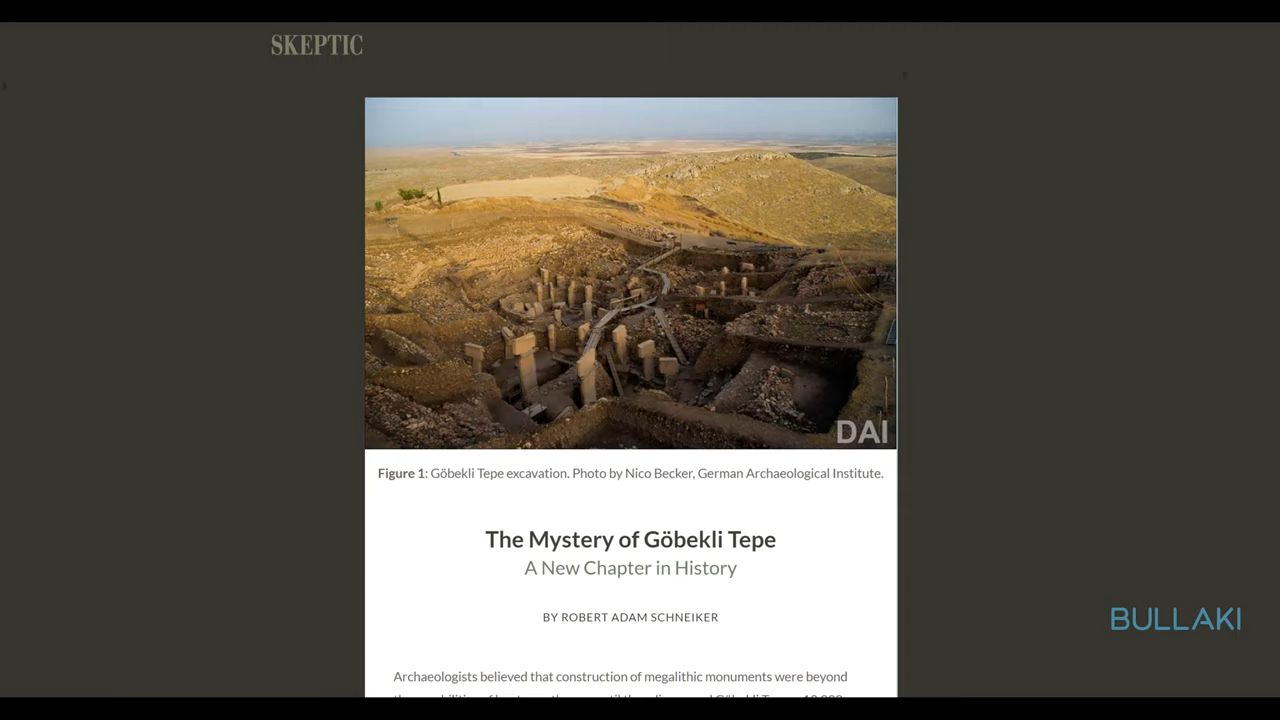 SKEPTIC
DAI
Figure 1: Göbekli Tepe excavation. Photo by Nico Becker, German Archaeological Institute.
The Mystery of Göbekli Tepe
A New Chapter in History
BY ROBERT ADAM SCHNEIKER
BULLAKI
Archaeologists believed that construction of megalithic monuments were beyond